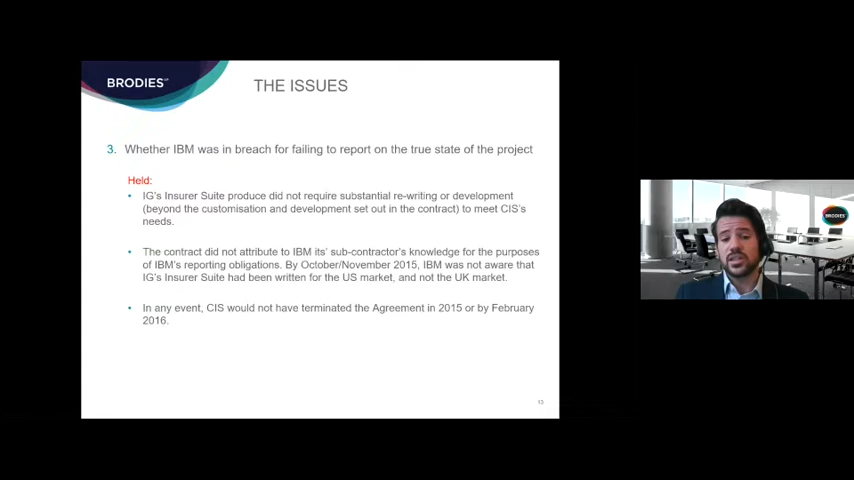 BRODIES LLP
THE ISSUES
3. Whether IBM was in breach for failing to report on the true state of the project
Held:
• IG's Insurer Suite produce did not require substantial re-writing or development
(beyond the customisation and development set out in the contract) to meet CIS's
needs.
• The contract did not attribute to IBM its' sub-contractor's knowledge for the purposes
of IBM's reporting obligations. By October/November 2015, IBM was not aware that
IG's Insurer Suite had been written for the US market, and not the UK market.
• In any event, CIS would not have terminated the Agreement in 2015 or by February
2016.
13
BRODIES